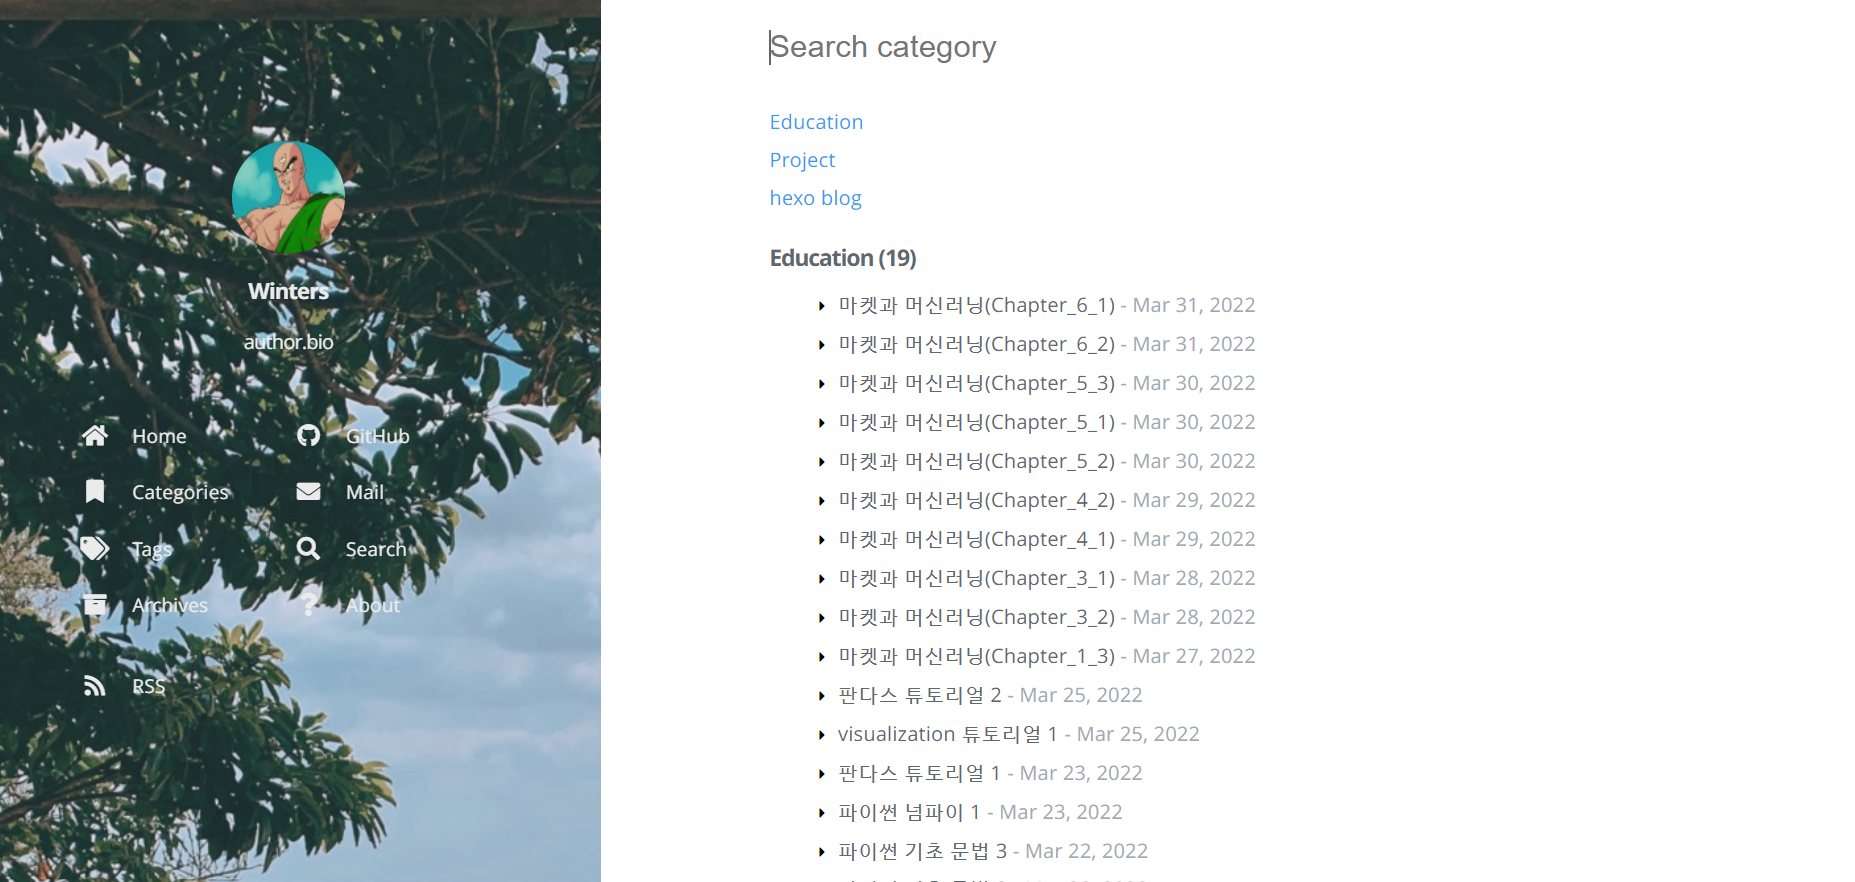 Winters
author.bio
Home
GitHub
Categories
Mail
Tags
Search
Archives
About
RSS
Search category
Education
Project
hexo blog
Education (19)
마켓과 머신러닝(Chapter_6_1) - Mar 31, 2022
마켓과 머신러닝(Chapter_6_2) - Mar 31, 2022
마켓과 머신러닝(Chapter_5_3) - Mar 30, 2022
마켓과 머신러닝(Chapter_5_1) - Mar 30, 2022
마켓과 머신러닝(Chapter_5_2) - Mar 30, 2022
마켓과 머신러닝(Chapter_4_2) - Mar 29, 2022
마켓과 머신러닝(Chapter_4_1) - Mar 29, 2022
마켓과 머신러닝(Chapter_3_1) - Mar 28, 2022
마켓과 머신러닝(Chapter_3_2) - Mar 28, 2022
마켓과 머신러닝(Chapter_1_3) - Mar 27, 2022
판다스 튜토리얼 2 - Mar 25, 2022
visualization 튜토리얼 1 - Mar 25, 2022
판다스 튜토리얼 1 - Mar 23, 2022
파이썬 넘파이 1 - Mar 23, 2022
파이썬 기초 문법 3 - Mar 22, 2022